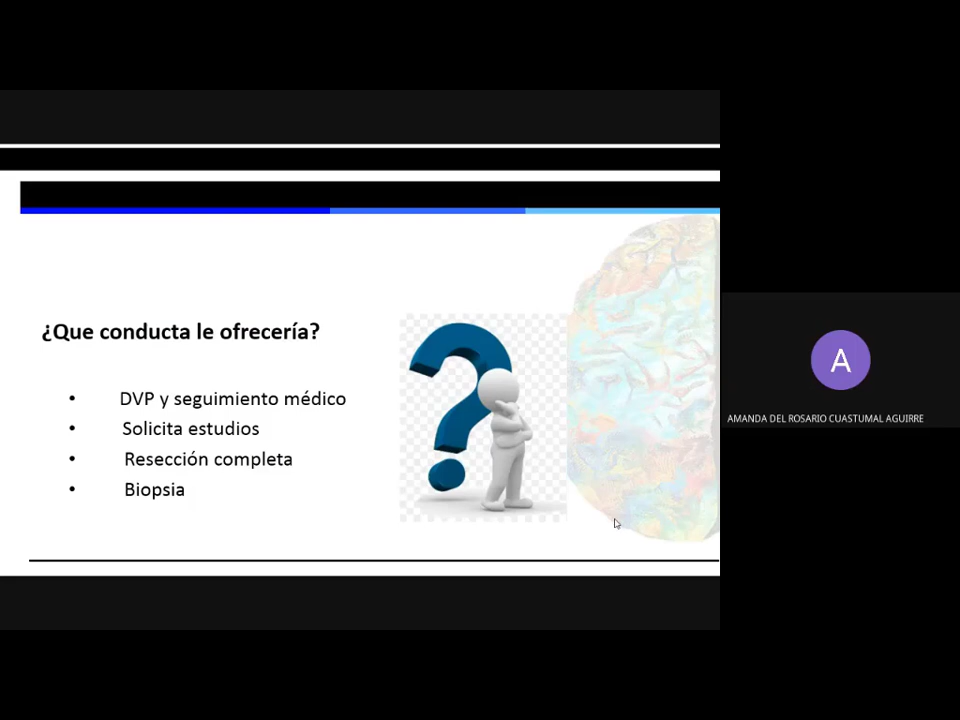 ¿Que conducta le ofrecería?
• DVP y seguimiento médico
• Solicita estudios
• Resección completa
• Biopsia
A
AMANDA DEL ROSARIO CUASTUMAL AGUIRRE